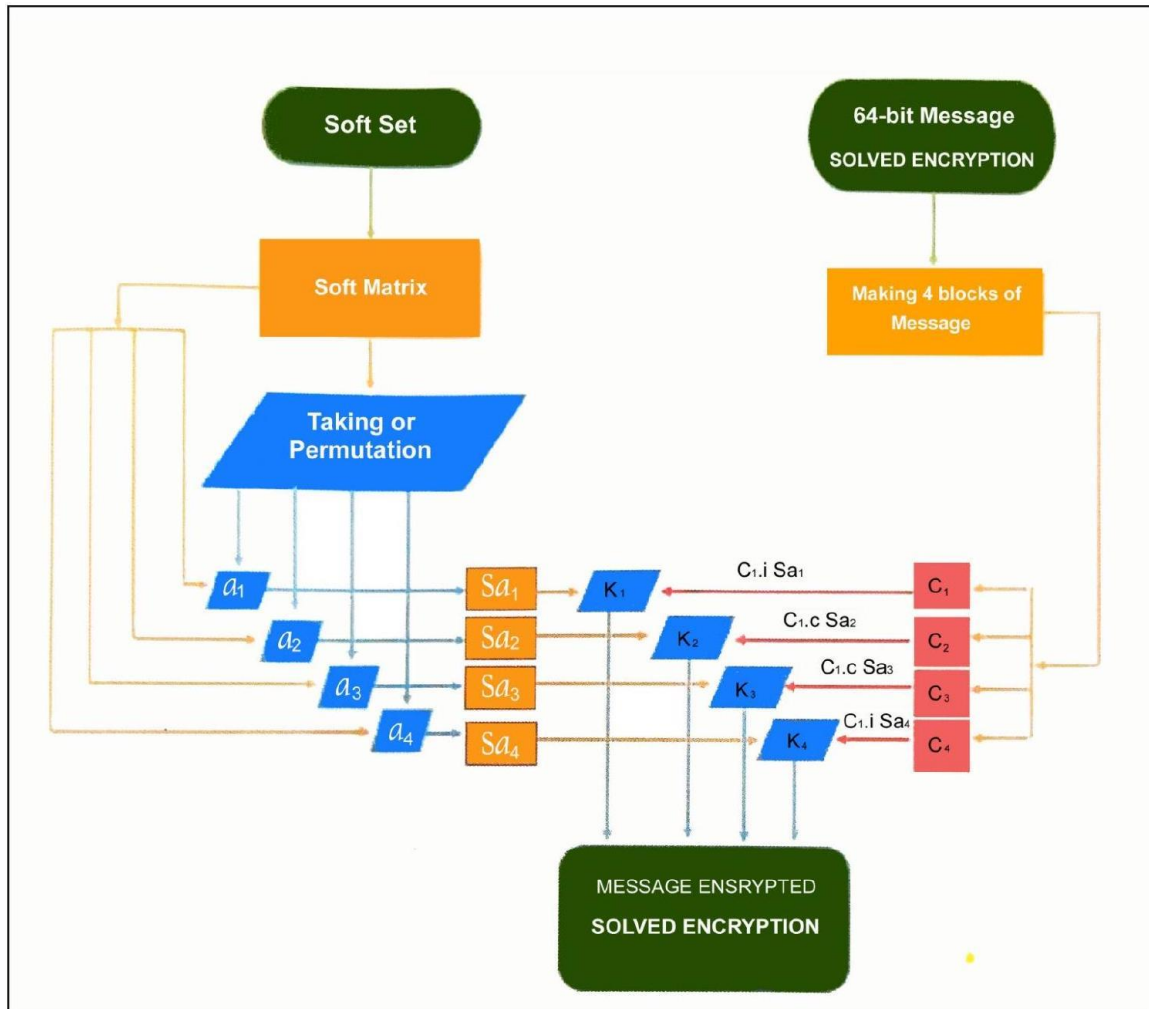 Soft Set
64-bit Message
SOLVED ENCRYPTION
Soft Matrix
Making 4 blocks of
Message
Taking or
Permutation
a₁
Sa₁
K₁
C₁.i Sa₁
C₁
a₂
Sa₂
K₂
C₁.c Sa₂
C₂
a₃
Sa₃
K₃
C₁.c Sa₃
C₃
a₄
Sa₄
K₄
C₁.i Sa₄
C₄
MESSAGE ENSRYPTED
SOLVED ENCRYPTION